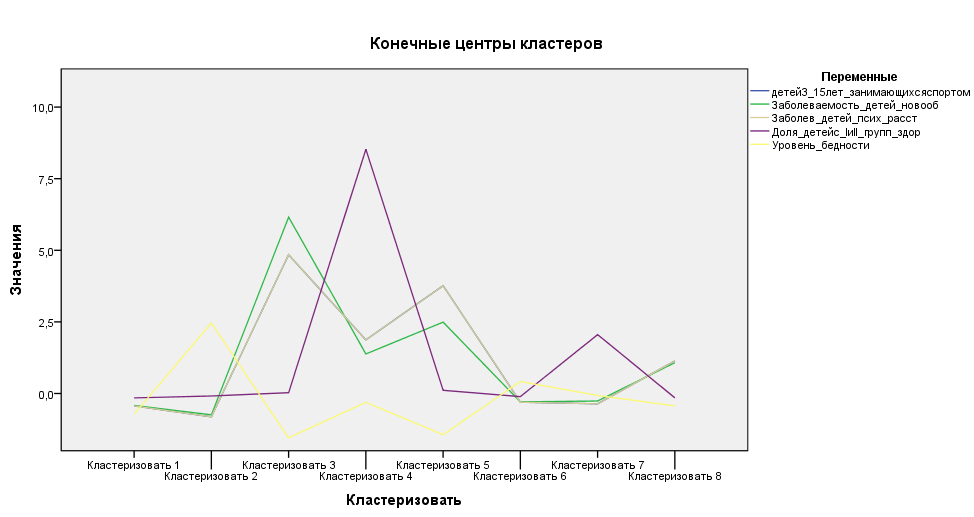 Конечные центры кластеров
Переменные
детей3_15лет_занимающихсяспортом
Заболеваемость_детей_новооб
Заболев_детей_псих_расст
Доля_детейс_IиII_групп_здор
Уровень_бедности
Значения
10,0
7,5
5,0
2,5
0,0
Кластеризовать 1
Кластеризовать 2
Кластеризовать 3
Кластеризовать 4
Кластеризовать 5
Кластеризовать 6
Кластеризовать 7
Кластеризовать 8
Кластеризовать